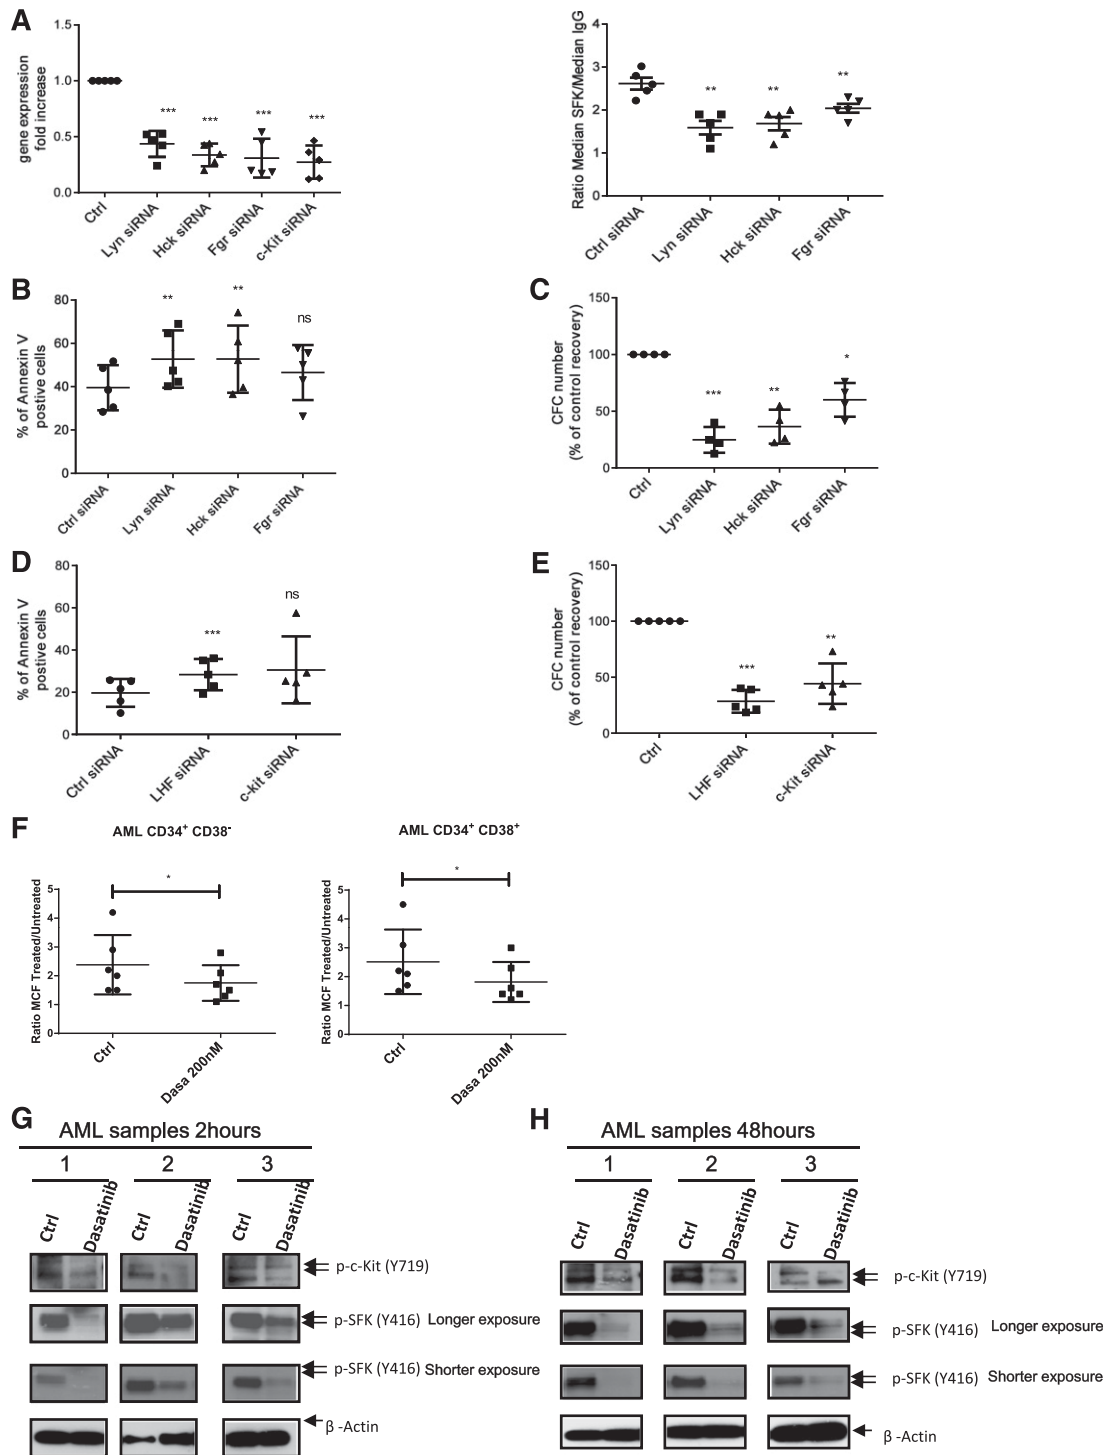 A
gene expression
fold increase
1.5
1.0
0.5
0.0
***
***
***
***
Ctrl
Lyn siRNA
Hck siRNA
Fgr siRNA
c-Kit siRNA
Ratio Median SFK/Median IgG
4
3
2
1
0
**
**
**
Ctrl siRNA
Lyn siRNA
Hck siRNA
Fgr siRNA
B
% of Annexin V
postive cells
80
60
40
20
0
**
**
ns
Ctrl siRNA
Lyn siRNA
Hck siRNA
Fgr siRNA
C
CFC number
(% of control recovery)
150
100
50
0
***
**
*
Ctrl
Lyn siRNA
Hck siRNA
Fgr siRNA
D
% of Annexin V
postive cells
80
60
40
20
0
***
ns
Ctrl siRNA
LHF siRNA
c-kit siRNA
E
CFC number
(% of control recovery)
150
100
50
0
***
**
Ctrl
LHF siRNA
c-Kit siRNA
F
AML CD34+ CD38-
Ratio MCF Treated/Untreated
5
4
3
2
1
0
*
Ctrl
Dasa 200nM
AML CD34+ CD38+
Ratio MCF Treated/Untreated
5
4
3
2
1
0
*
Ctrl
Dasa 200nM
G
AML samples 2hours
1 2 3
Ctrl Dasatinib Ctrl Dasatinib Ctrl Dasatinib
p-c-Kit (Y719)
p-SFK (Y416) Longer exposure
p-SFK (Y416) Shorter exposure
β -Actin
H
AML samples 48hours
1 2 3
Ctrl Dasatinib Ctrl Dasatinib Ctrl Dasatinib
p-c-Kit (Y719)
p-SFK (Y416) Longer exposure
p-SFK (Y416) Shorter exposure
β -Actin